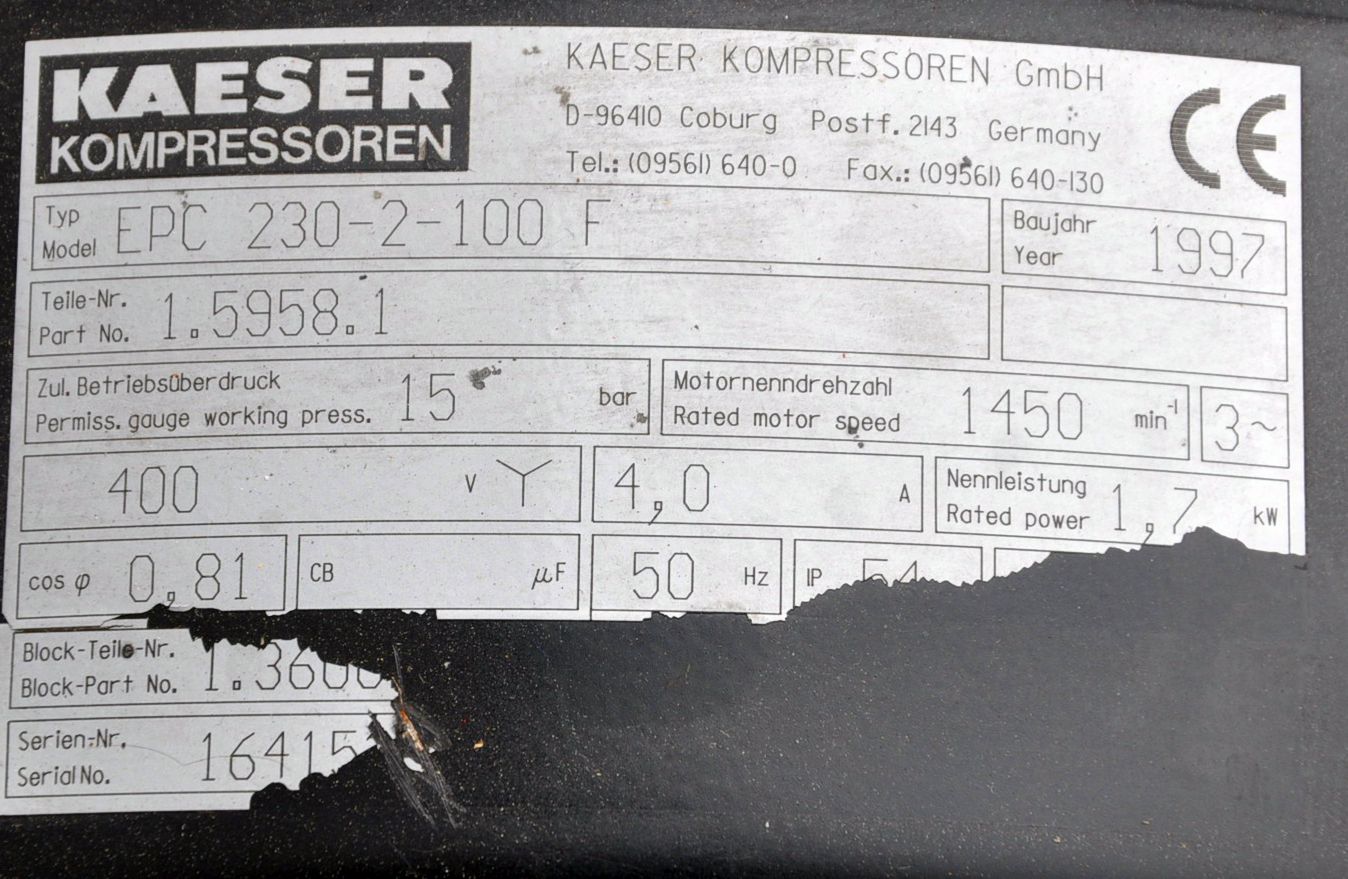 KAESER
KOMPRESSOREN
KAESER KOMPRESSOREN GmbH
D-96410 Coburg Postf. 2143 Germany
Tel.: (09561) 640-0 Fax.: (09561) 640-130
CE
Typ
Model EPC 230-2-100 F
Baujahr
Year 1997
Teile-Nr.
Part No. 1.5958.1
Zul. Betriebsüberdruck
Permiss. gauge working press. 15 bar
Motornenndrehzahl
Rated motor speed 1450 min⁻¹
3~
400 V Y
4,0 A
Nennleistung
Rated power 1,7 kW
cos φ 0,81
CB µF
50 Hz
IP 54
Block-Teile-Nr.
Block-Part No.
Serien-Nr.
Serial No.